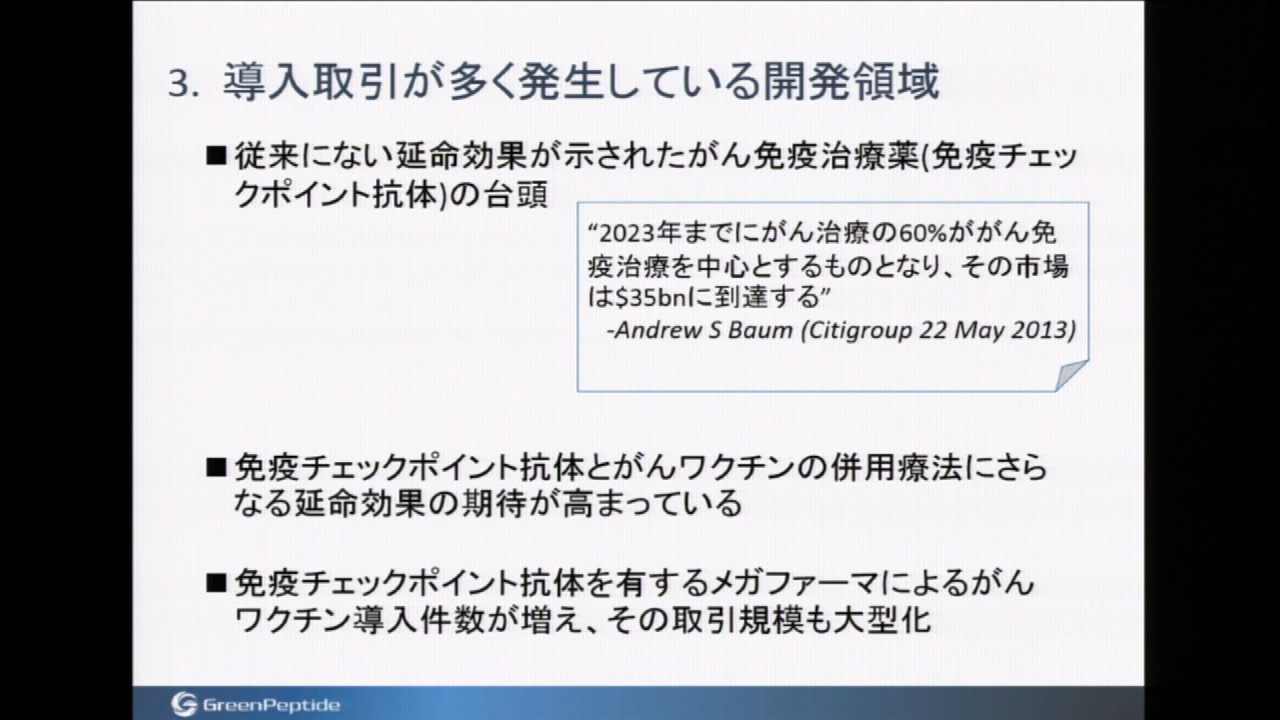 3. 導入取引が多く発生している開発領域
■従来にない延命効果が示されたがん免疫治療薬(免疫チェッ
クポイント抗体)の台頭
“2023年までにがん治療の60%ががん免
疫治療を中心とするものとなり、その市場
は$35bnに到達する”
-Andrew S Baum (Citigroup 22 May 2013)
■免疫チェックポイント抗体とがんワクチンの併用療法にさら
なる延命効果の期待が高まっている
■免疫チェックポイント抗体を有するメガファーマによるがん
ワクチン導入件数が増え、その取引規模も大型化
GreenPeptide